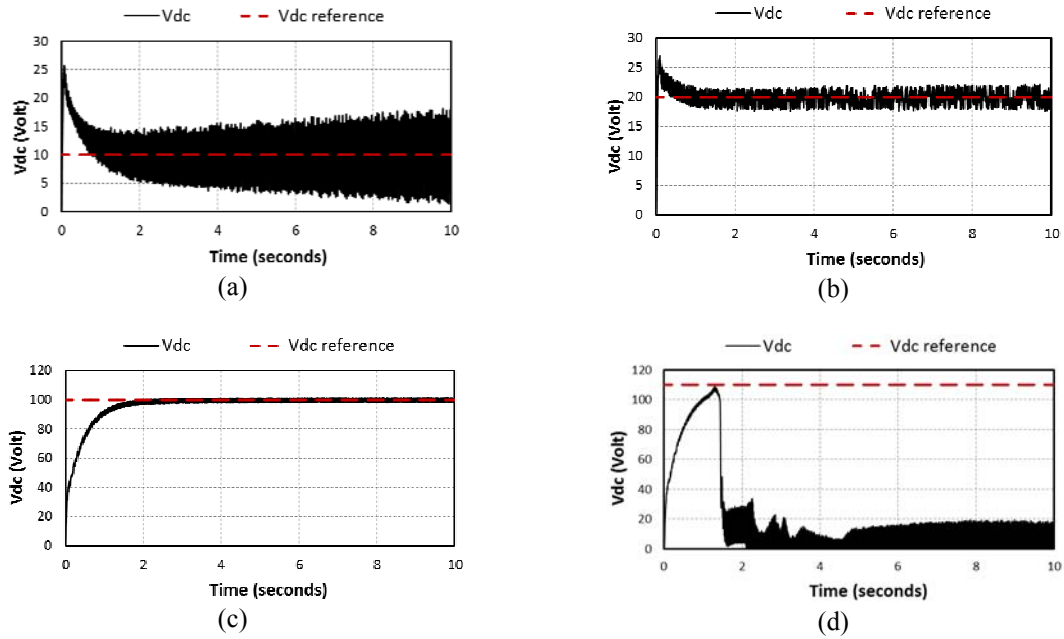 Vdc Vdc reference
30
25
20
15
10
5
0
Vdc (Volt)
0 2 4 6 8 10
Time (seconds)
(a)
Vdc Vdc reference
30
25
20
15
10
5
0
Vdc (Volt)
0 2 4 6 8 10
Time (seconds)
(b)
Vdc Vdc reference
120
100
80
60
40
20
0
Vdc (Volt)
0 2 4 6 8 10
Time (seconds)
(c)
Vdc Vdc reference
120
100
80
60
40
20
0
Vdc (Volt)
0 2 4 6 8 10
Time (seconds)
(d)